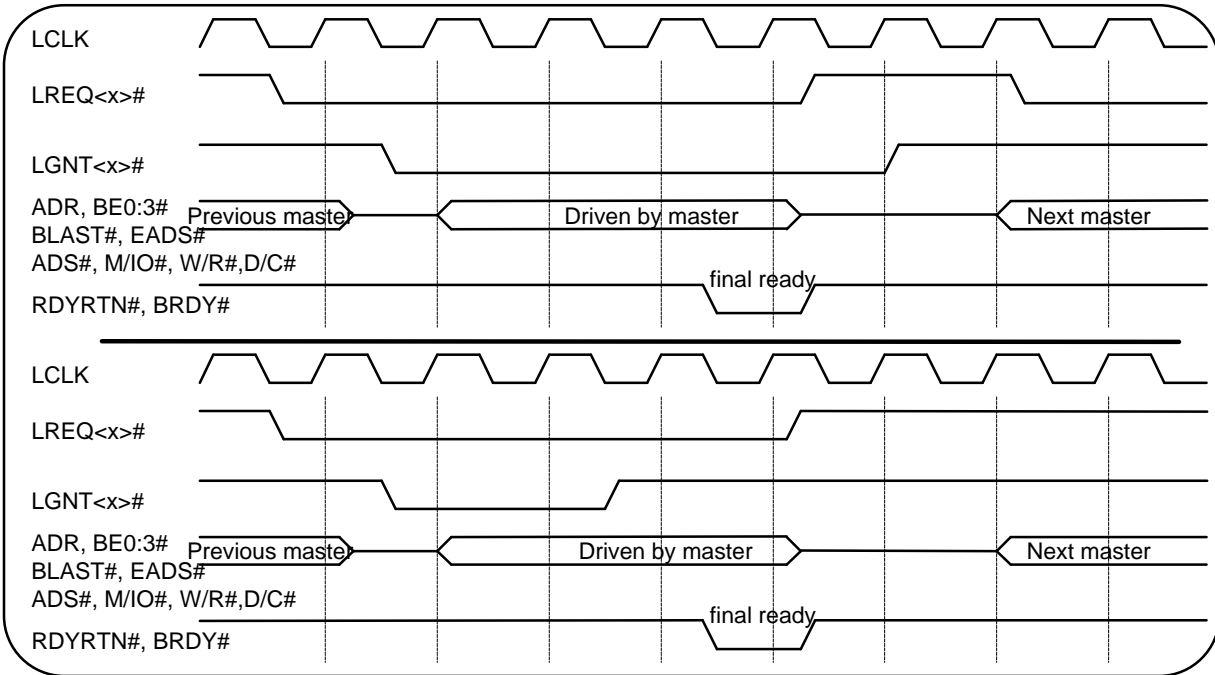 LCLK
LREQ<x>#
LGNT<x>#
ADR, BE0:3#
Previous master
Driven by master
Next master
BLAST#, EADS#
ADS#, M/IO#, W/R#,D/C#
final ready
RDYRTN#, BRDY#
LCLK
LREQ<x>#
LGNT<x>#
ADR, BE0:3#
Previous master
Driven by master
Next master
BLAST#, EADS#
ADS#, M/IO#, W/R#,D/C#
final ready
RDYRTN#, BRDY#